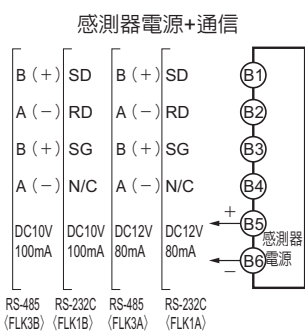 感測器電源+通信
B (+) SD B (+) SD B1
A (−) RD A (−) RD B2
B (+) SG B (+) SG B3
A (−) N/C A (−) N/C B4
DC10V DC10V DC12V DC12V + B5
100mA 100mA 80mA 80mA 感測器
電源
− B6
RS-485 RS-232C RS-485 RS-232C
〈FLK3B〉 〈FLK1B〉 〈FLK3A〉 〈FLK1A〉